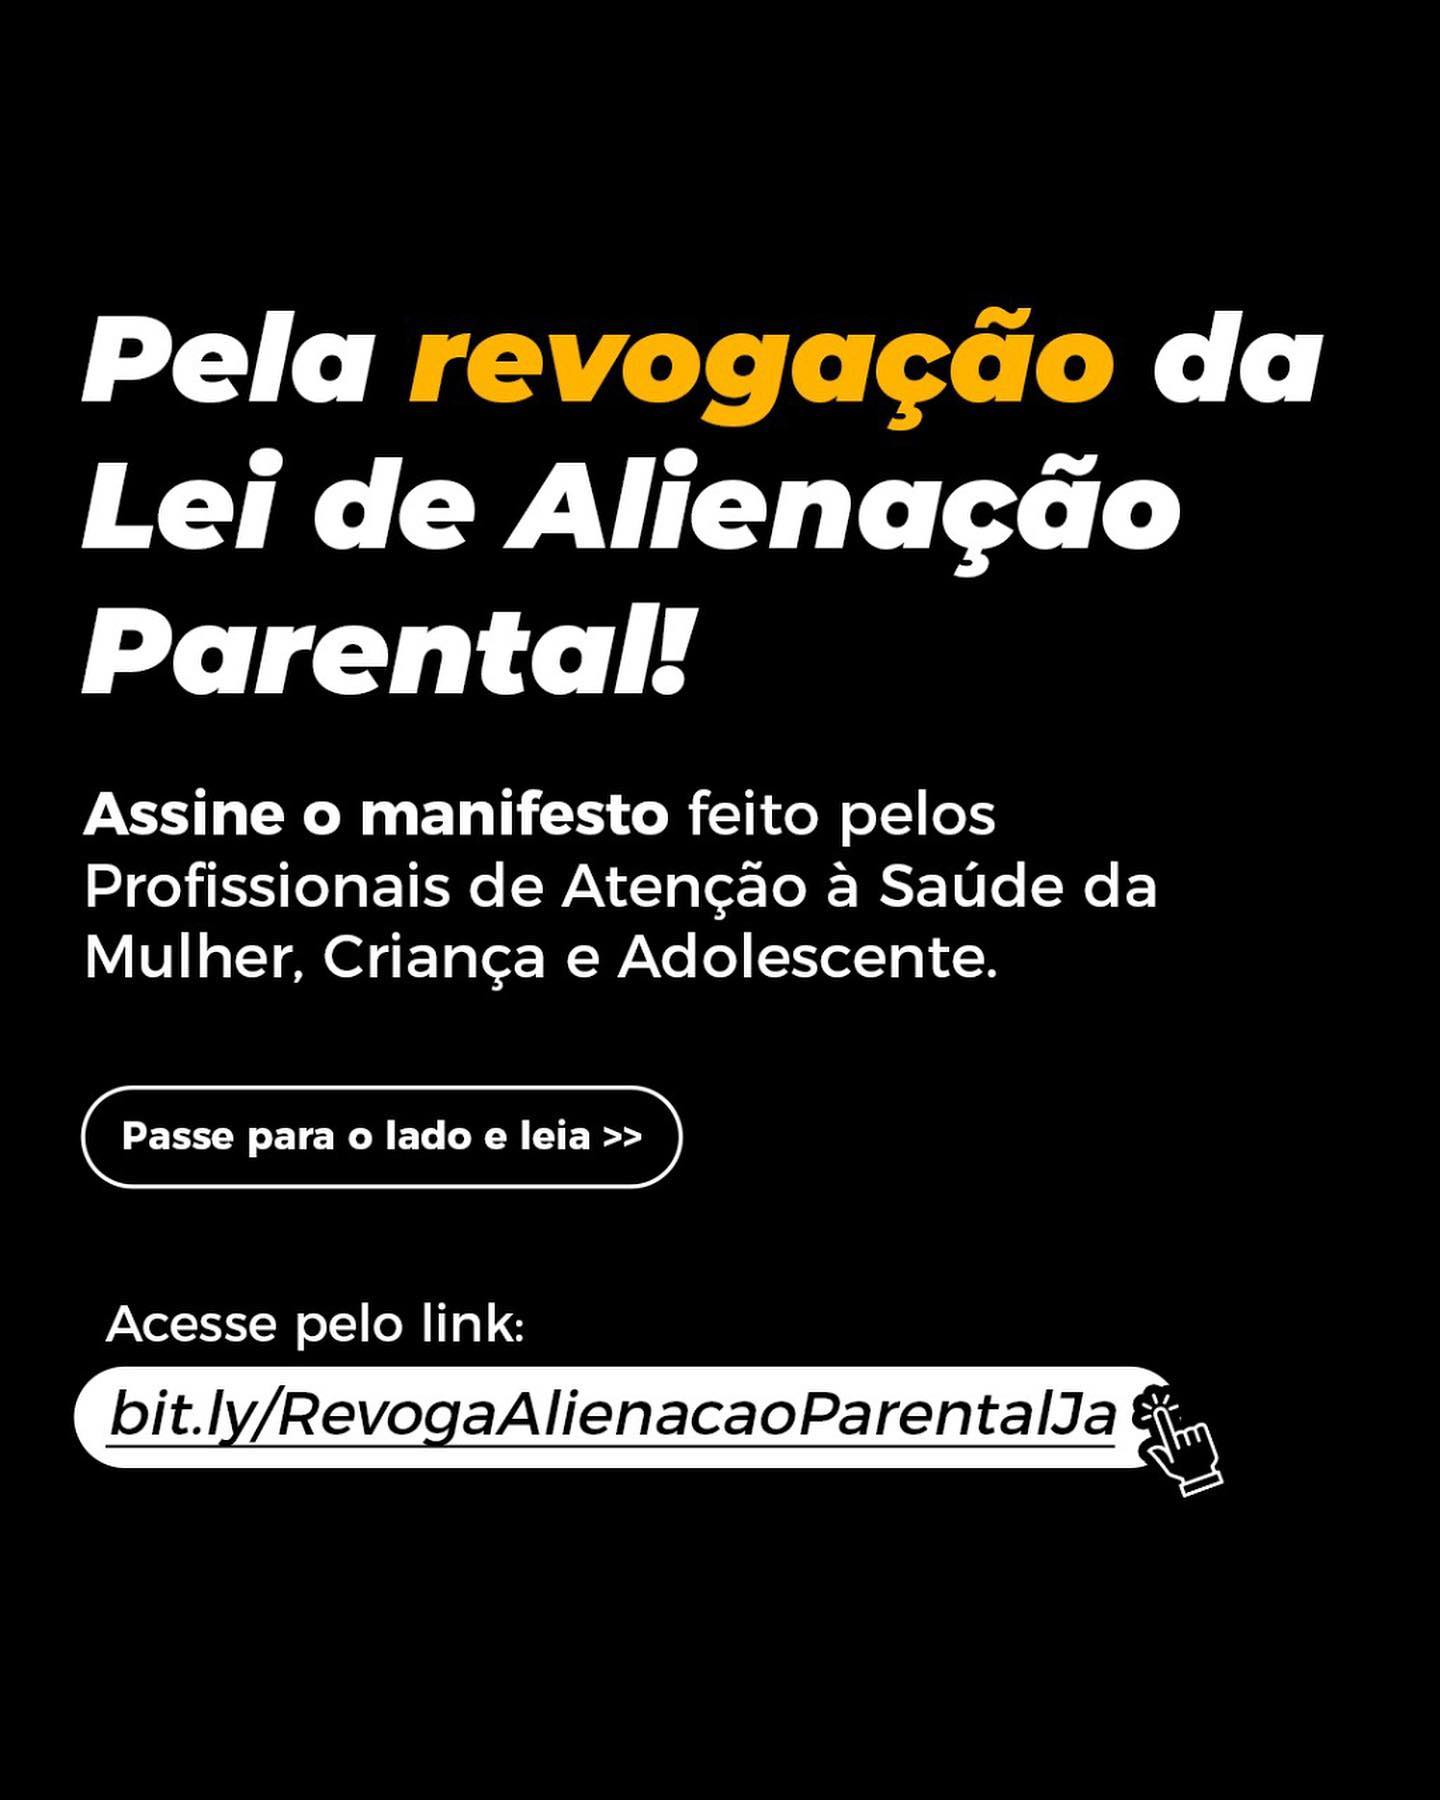 Pela revogação da
Lei de Alienação
Parental!
Assine o manifesto feito pelos
Profissionais de Atenção à Saúde da
Mulher, Criança e Adolescente.
Passe para o lado e leia >>
Acesse pelo link:
bit.ly/RevogaAlienacaoParentalJa